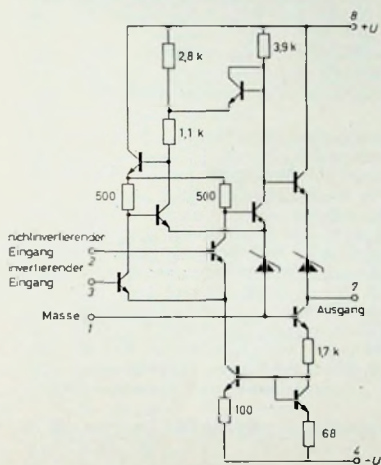 8
+U
2,8 k
3,9k
1,1 k
500
500
nichtinvertierender
Eingang
2
invertierender
Eingang
3
7
Ausgang
Masse
1
1,7 k
100
68
4
-U